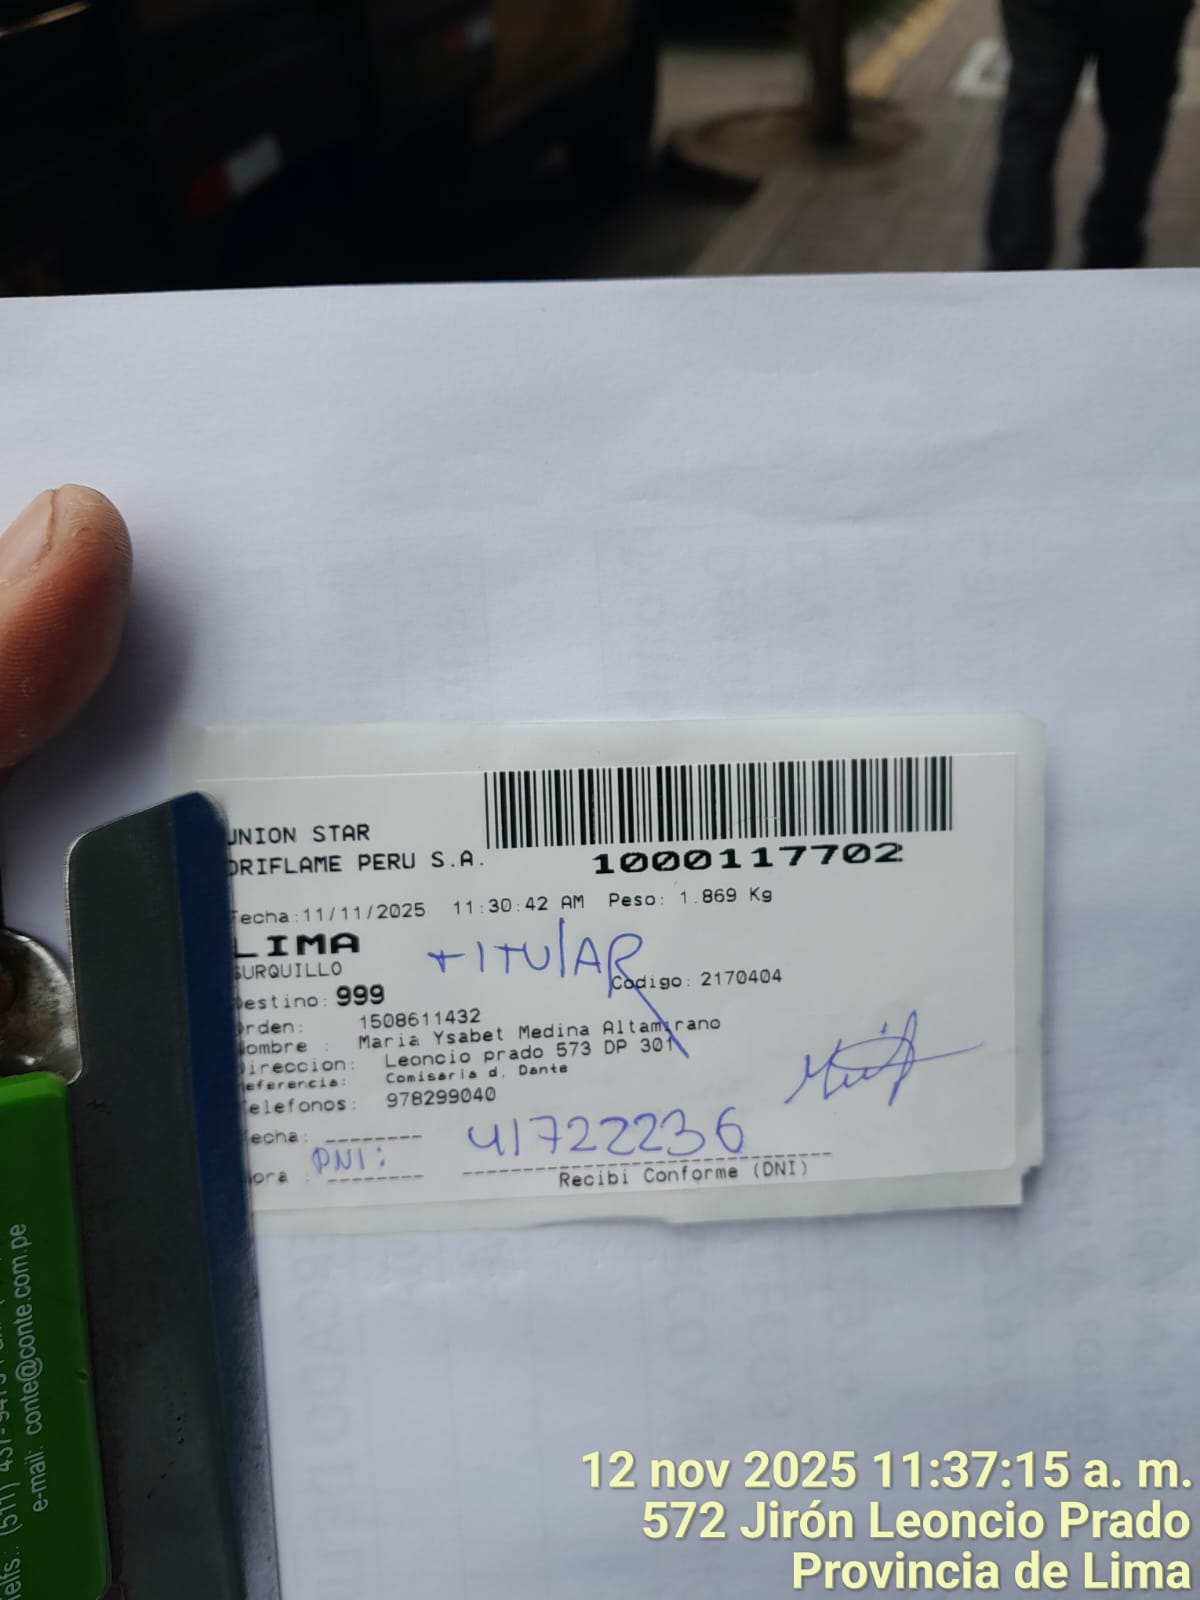 UNION STAR
ORIFLAME PERU S.A.
1000117702
Fecha:11/11/2025 11:30:42 AM Peso: 1.869 Kg
LIMA
TITULAR
SURQUILLO
Codigo: 2170404
Destino: 999
Orden: 1508611432
Nombre : Maria Ysabet Medina Altamirano
Direccion: Leoncio prado 573 DP 301
Referencia: Comisaria d. Dante
Telefonos: 978299040
Fecha: --------
41722236
DNI:
Hora : --------
Recibi Conforme (DNI)
e-mail: conte@conte.com.pe
12 nov 2025 11:37:15 a. m.
572 Jirón Leoncio Prado
Provincia de Lima